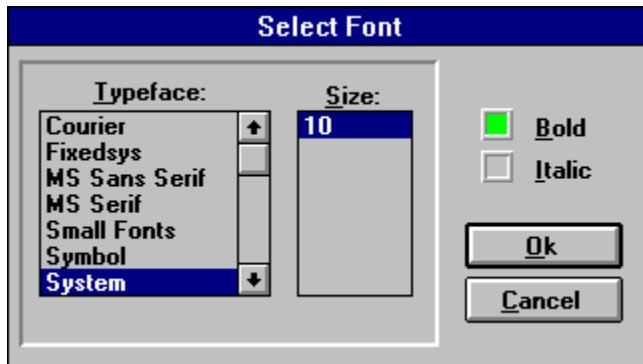 Select Font
Typeface:
Courier
Fixedsys
MS Sans Serif
MS Serif
Small Fonts
Symbol
System
Size:
10
Bold
Italic
Ok
Cancel